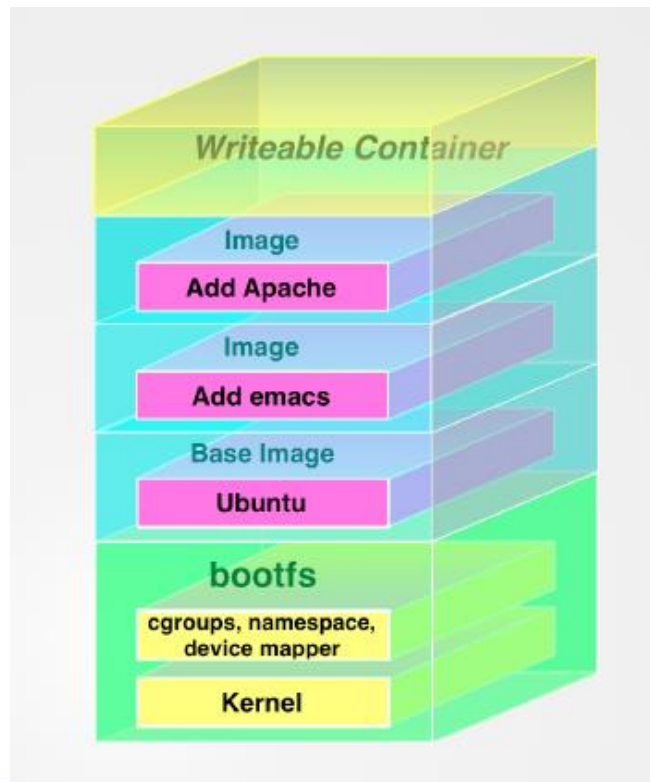 Writeable Container
Image
Add Apache
Image
Add emacs
Base Image
Ubuntu
bootfs
cgroups, namespace,
device mapper
Kernel